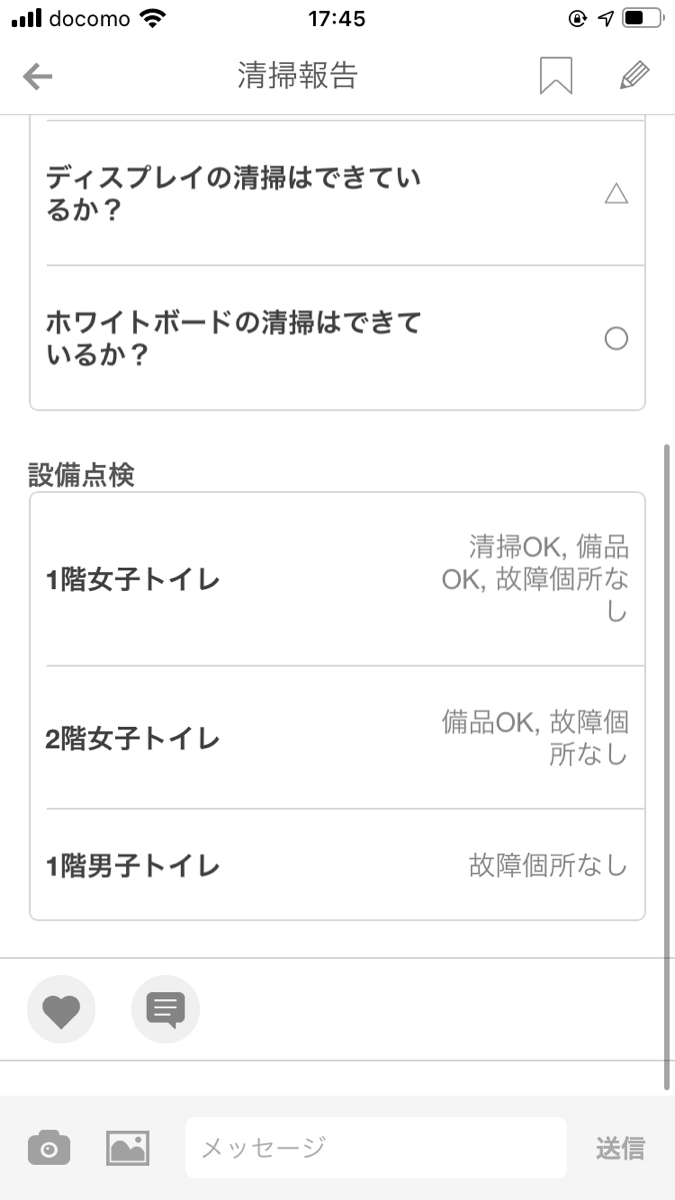 docomo 17:45
清掃報告
ディスプレイの清掃はできてい
るか？
△
ホワイトボードの清掃はできて
いるか？
○
設備点検
1階女子トイレ
清掃OK, 備品
OK, 故障個所な
し
2階女子トイレ
備品OK, 故障個
所なし
1階男子トイレ
故障個所なし
メッセージ
送信